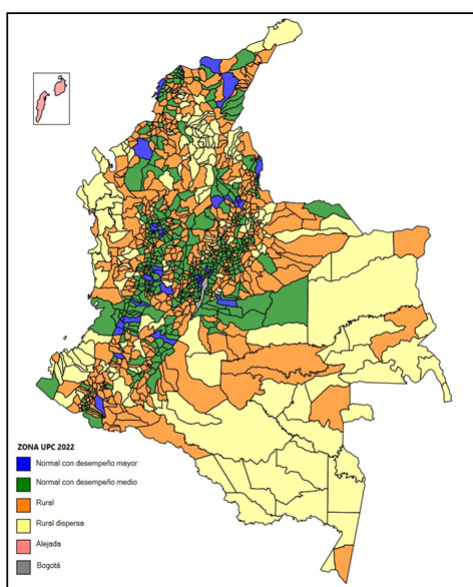 ZONA UPC 2022
Normal con desempeño mayor
Normal con desempeño medio
Rural
Rural dispersa
Alejada
Bogotá